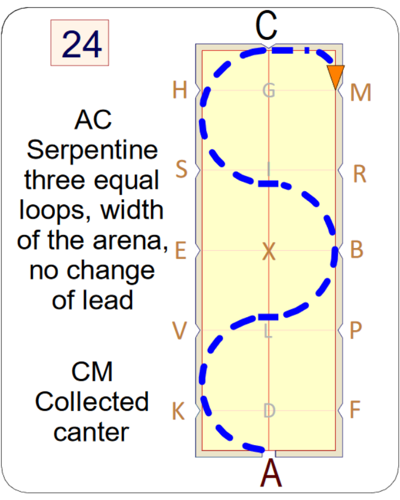 24
C
H G M
AC
Serpentine
three equal
loops, width
of the arena,
no change
of lead
S I R
E X B
V L P
CM
Collected
canter
K D F
A